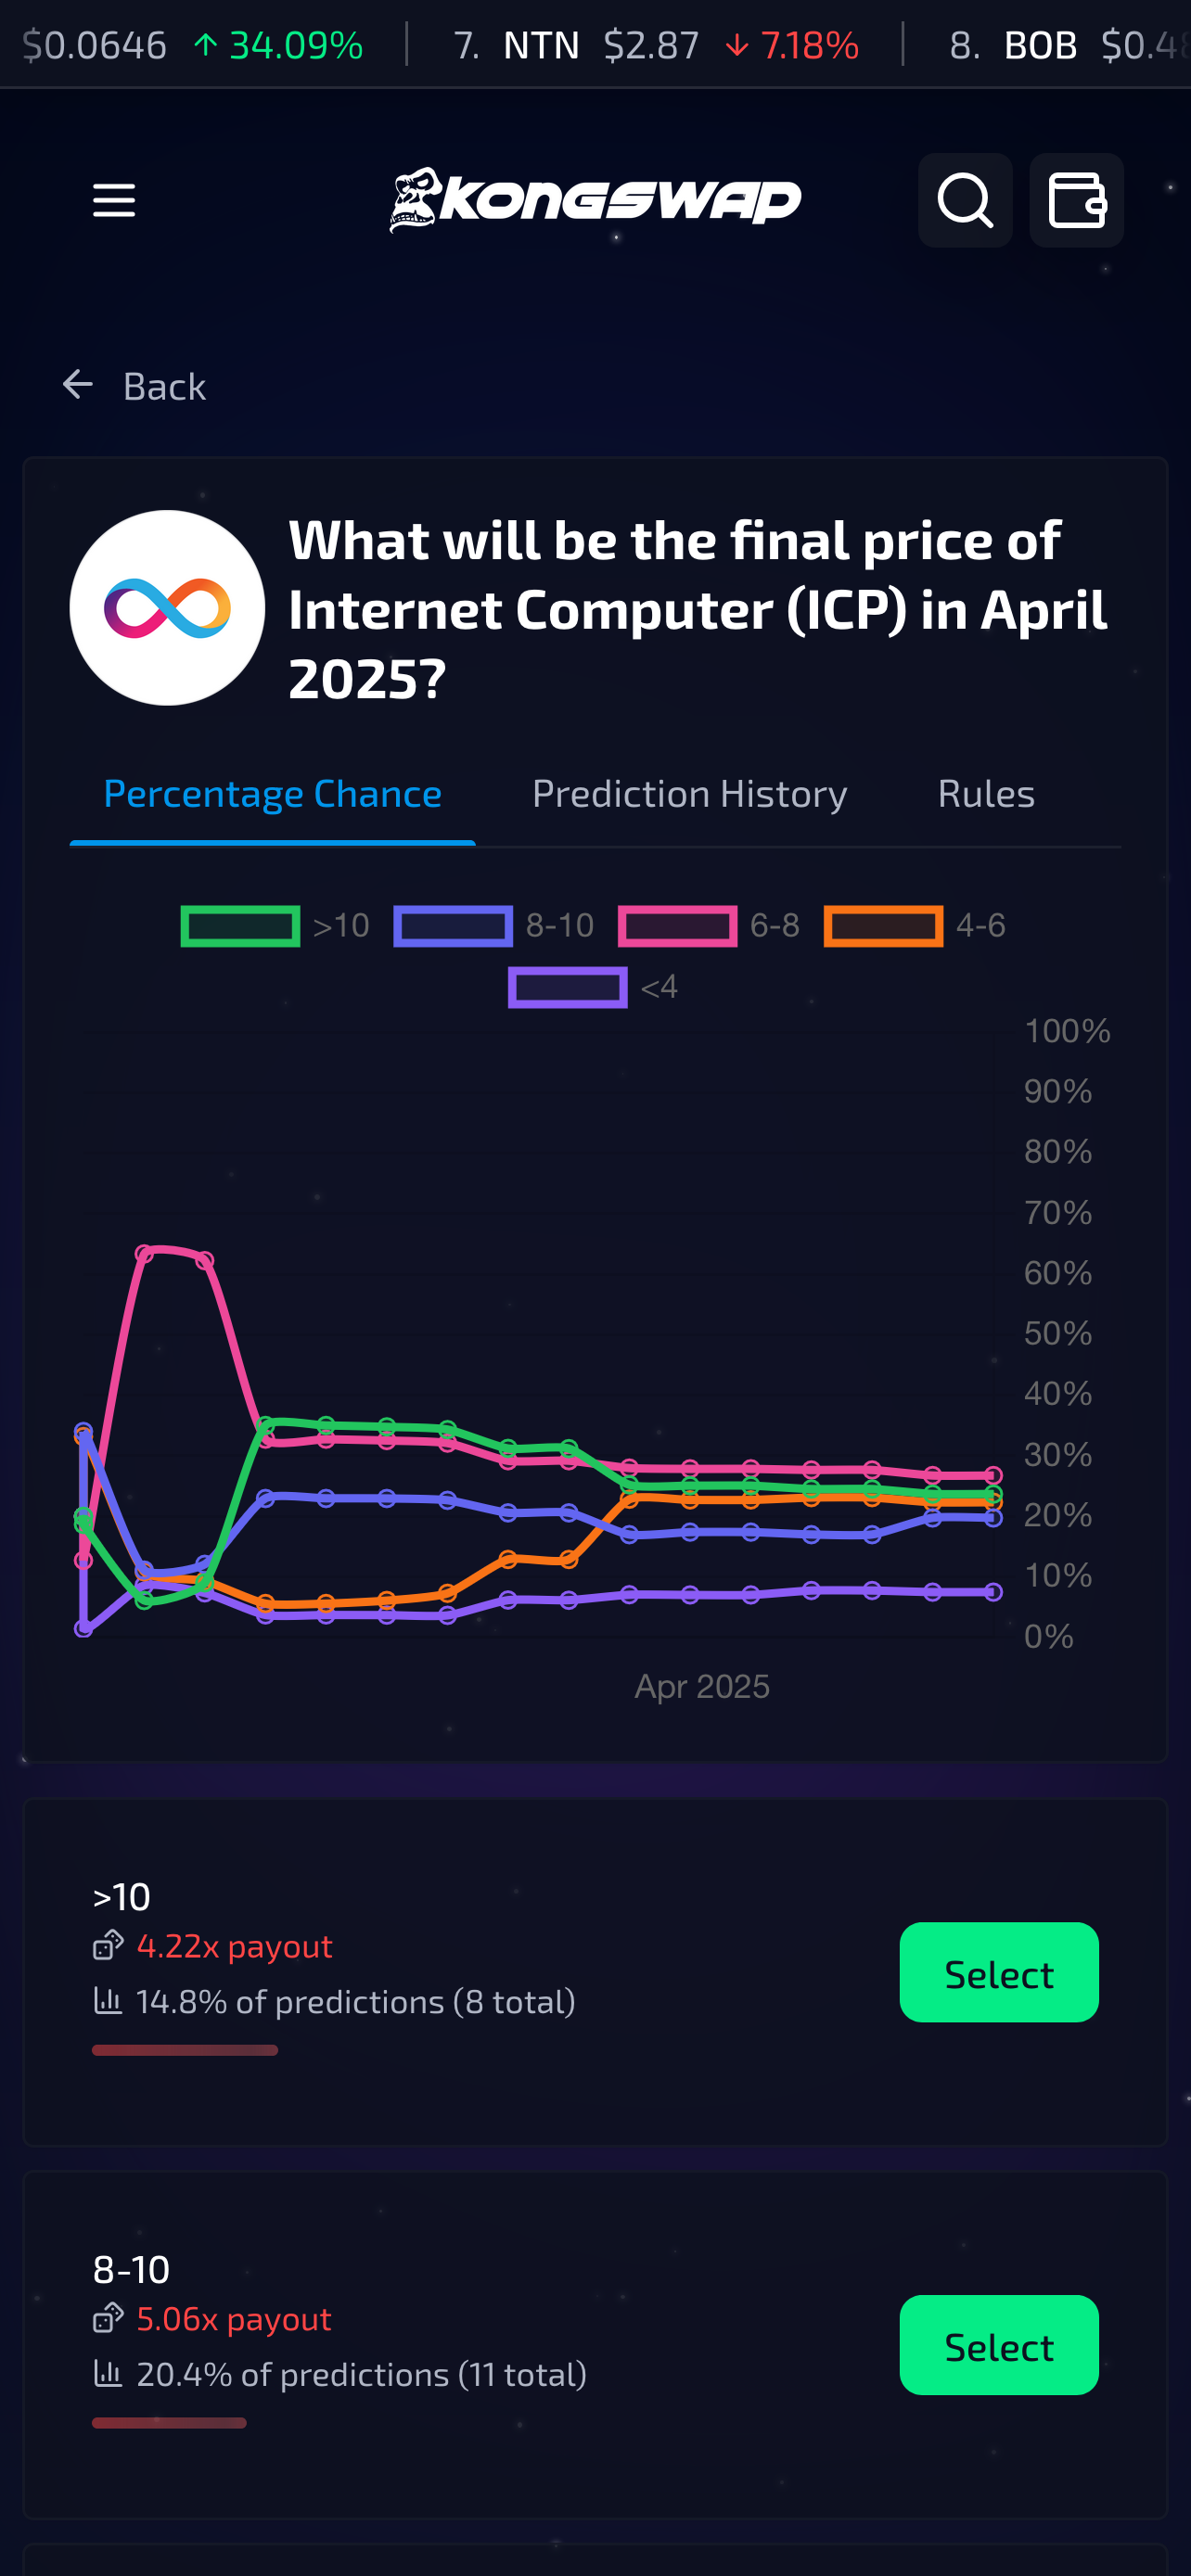 $0.0646 ↑ 34.09% | 7. NTN $2.87 ↓ 7.18% | 8. BOB $0.48
KONGSWAP
← Back
What will be the final price of
Internet Computer (ICP) in April
2025?
Percentage Chance Prediction History Rules
>10 8-10 6-8 4-6
<4
100%
90%
80%
70%
60%
50%
40%
30%
20%
10%
0%
Apr 2025
>10
4.22x payout
14.8% of predictions (8 total)
Select
8-10
5.06x payout
20.4% of predictions (11 total)
Select